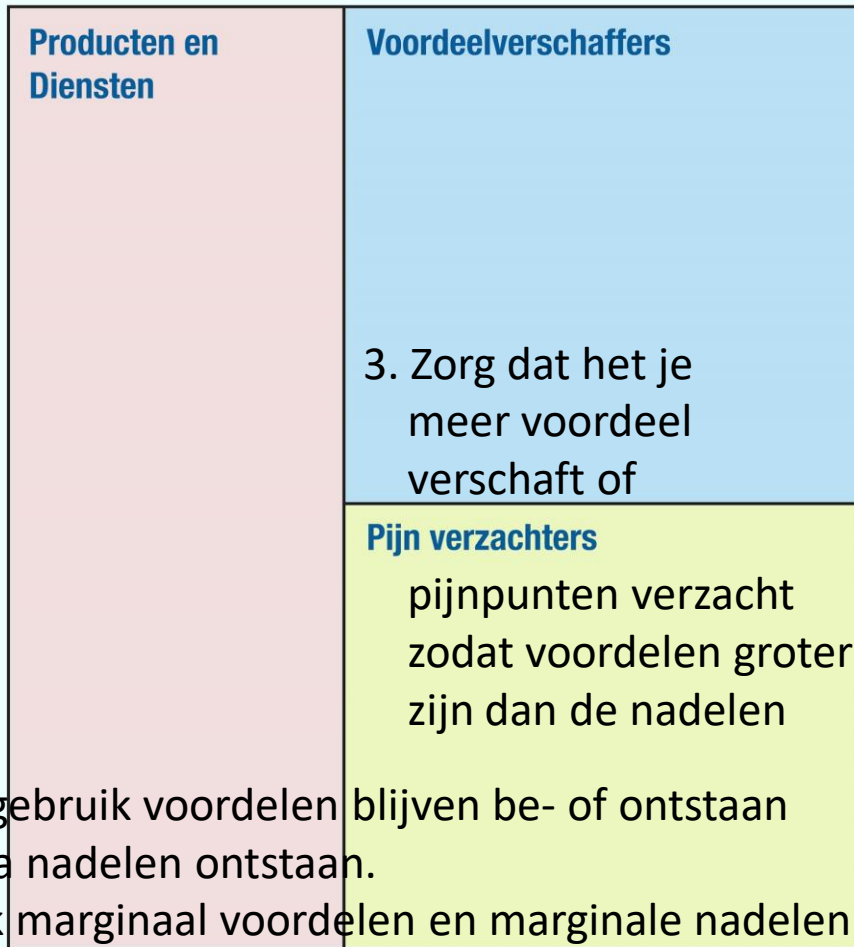 Producten en
Diensten
Voordeelverschaffers
3. Zorg dat het je
meer voordeel
verschaft of
Pijn verzachters
pijnpunten verzacht
zodat voordelen groter
zijn dan de nadelen
gebruik voordelen blijven be- of ontstaan
nadelen ontstaan.
marginaal voordelen en marginale nadelen